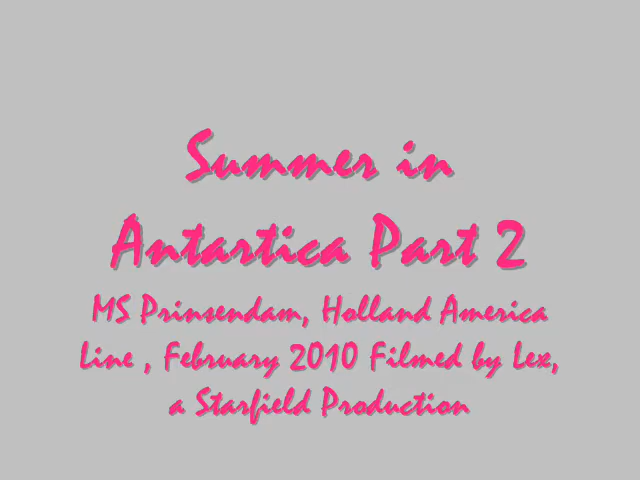 Summer in
Antartica Part 2
MS Prinsendam, Holland America
Line , February 2010 Filmed by Lex,
a Starfield Production